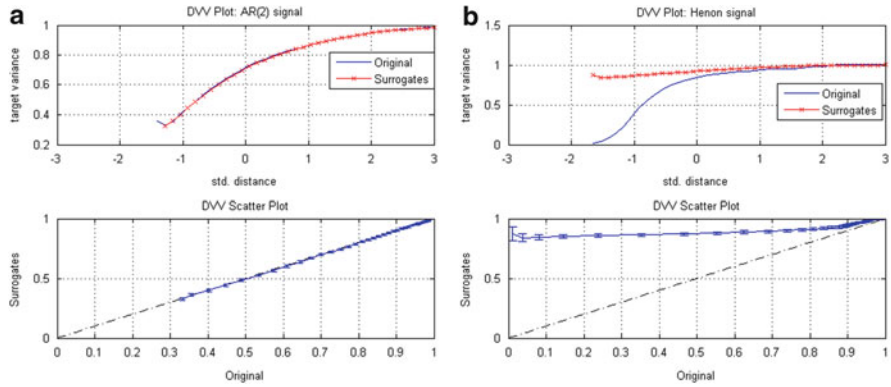 a
DVV Plot: AR(2) signal
target variance
1
0.8
0.6
0.4
0.2
Original
Surrogates
-3 -2 -1 0 1 2 3
std. distance
DVV Scatter Plot
Surrogates
1
0.5
0
0 0.1 0.2 0.3 0.4 0.5 0.6 0.7 0.8 0.9 1
Original
b
DVV Plot: Henon signal
target variance
1.5
1
0.5
0
Original
Surrogates
-3 -2 -1 0 1 2 3
std. distance
DVV Scatter Plot
Surrogates
1
0.5
0
0 0.1 0.2 0.3 0.4 0.5 0.6 0.7 0.8 0.9 1
Original